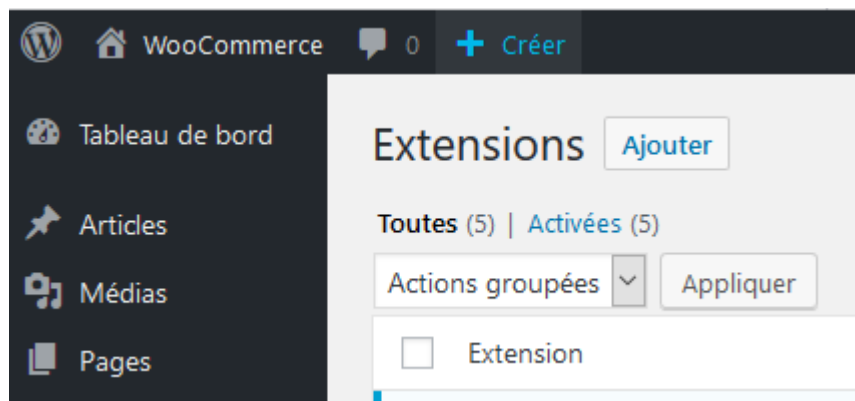 WooCommerce 0 + Créer
Tableau de bord
Extensions Ajouter
Articles
Toutes (5) | Activées (5)
Médias
Actions groupées Appliquer
Pages
Extension